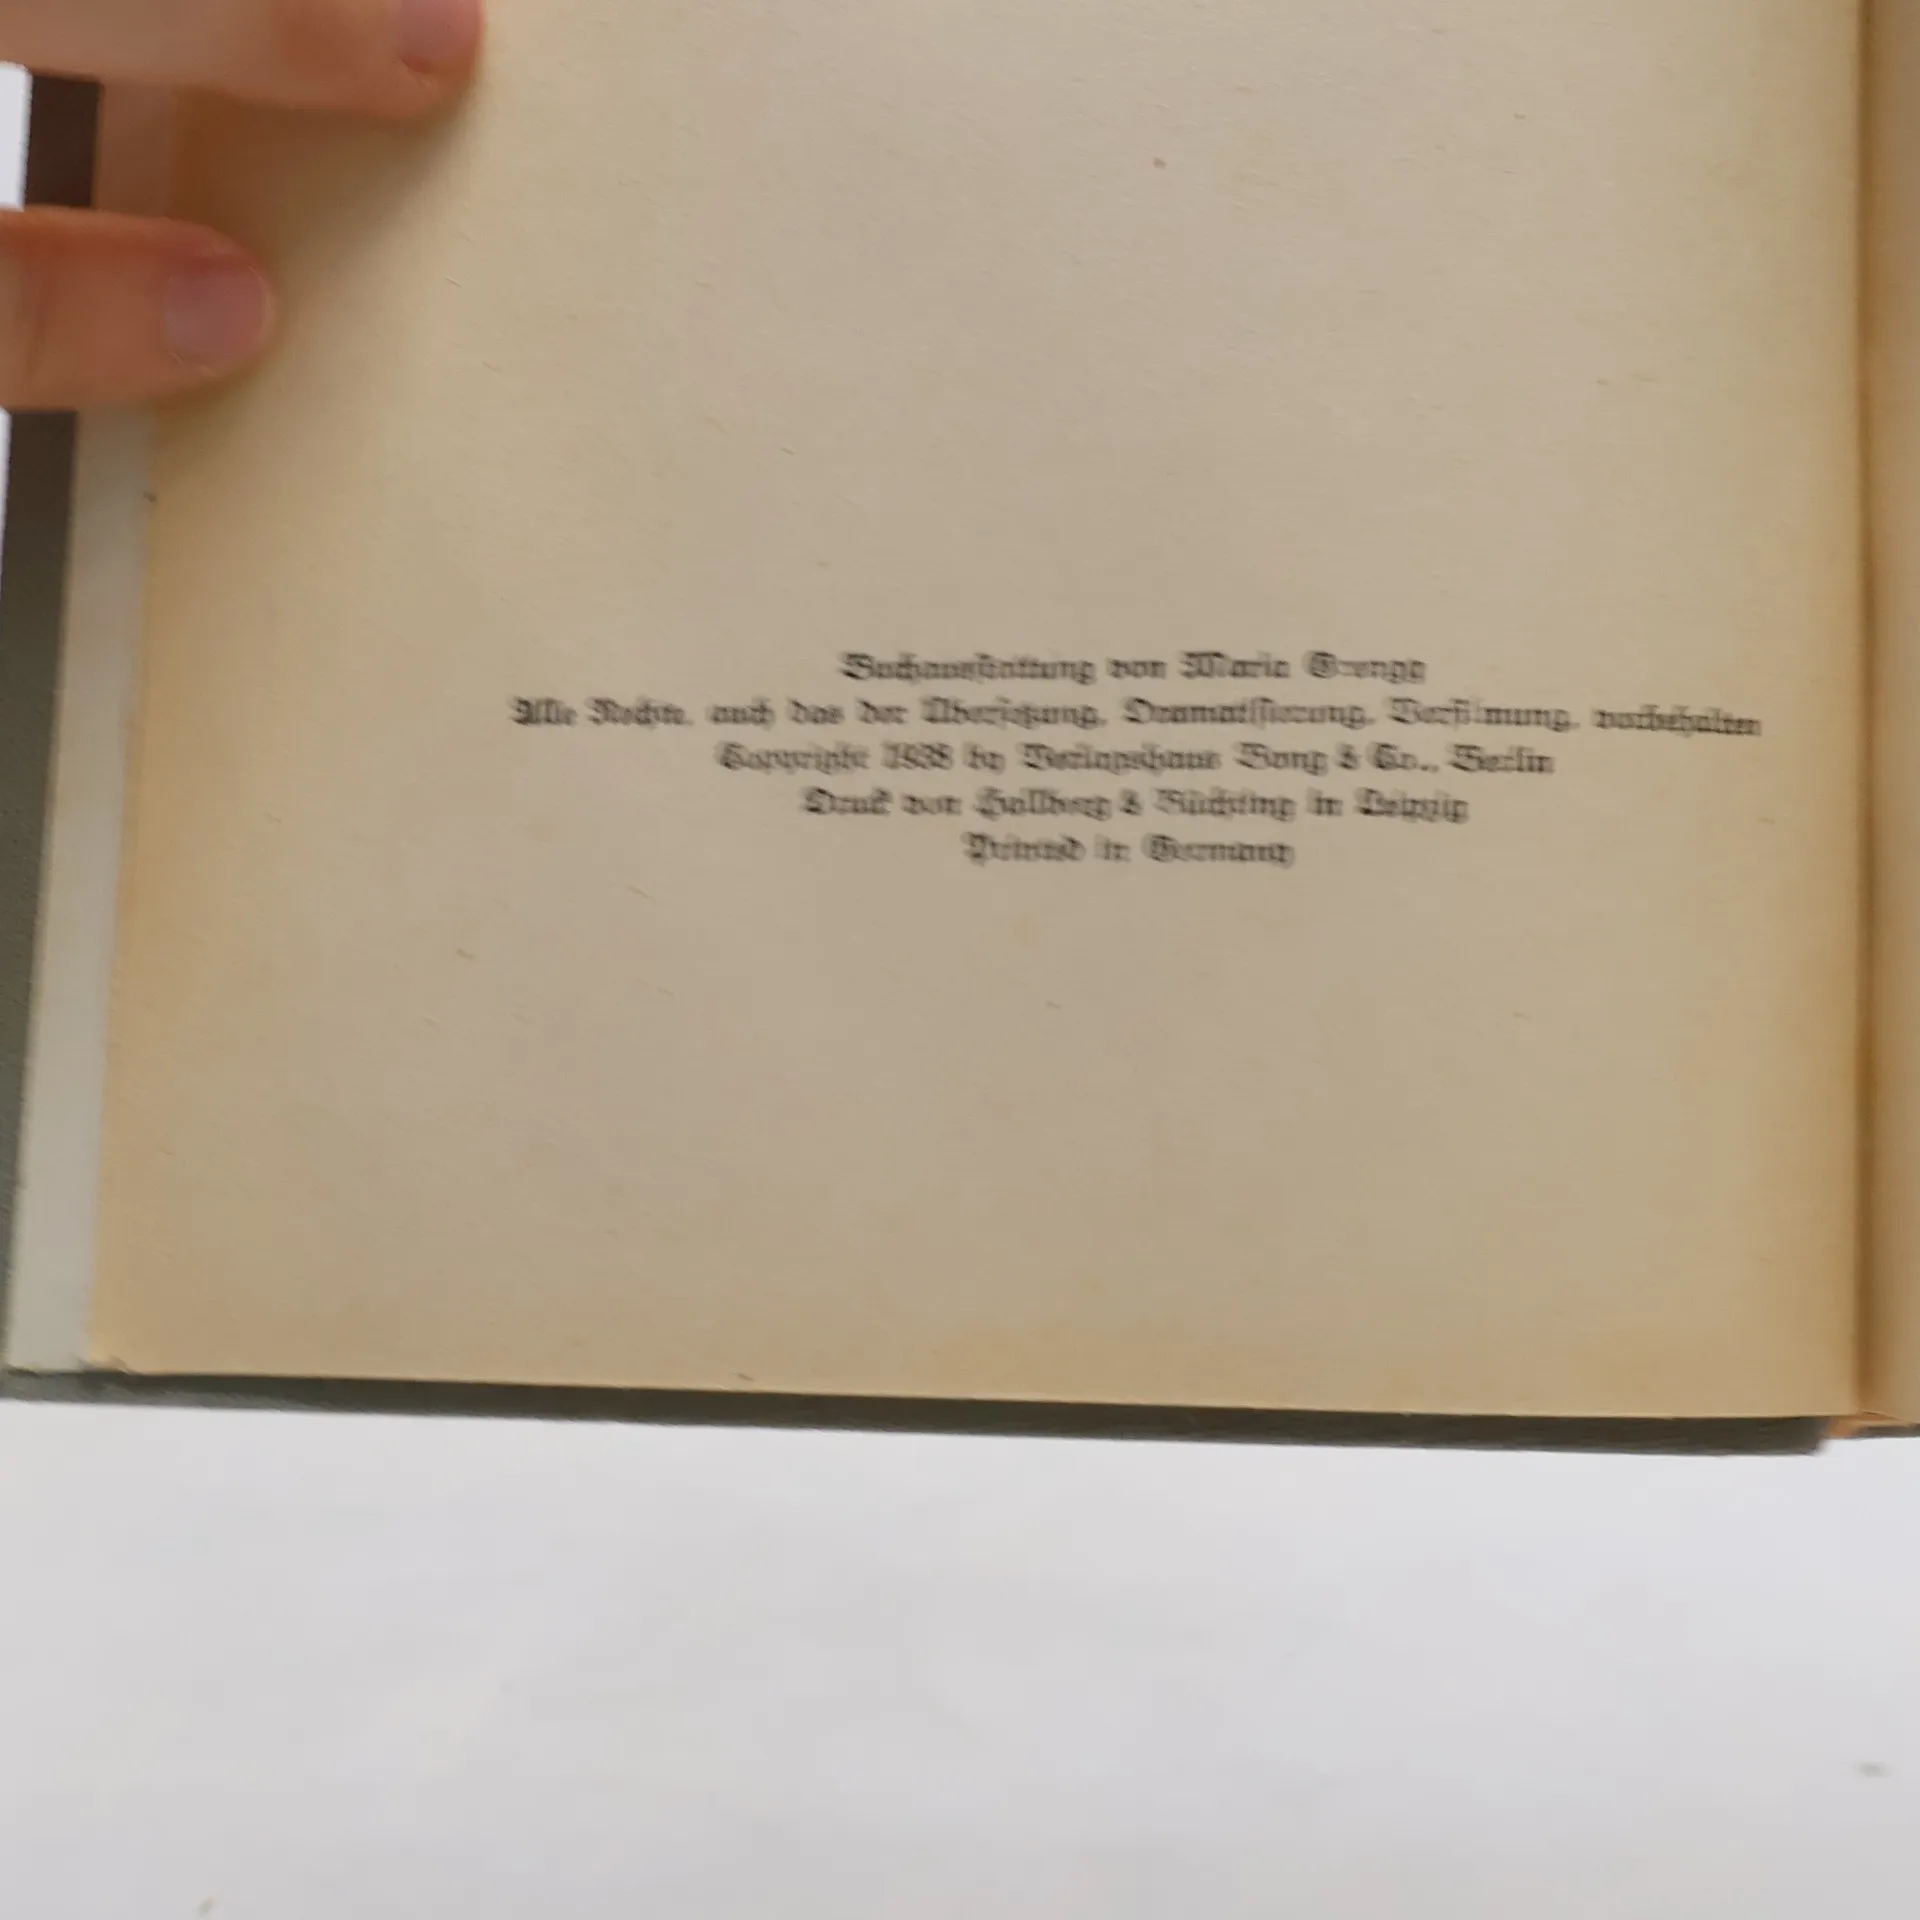 Buchausstattung von Maria Grengg
Alle Rechte, auch das der Übersetzung, Dramatisierung, Verfilmung, vorbehalten
Copyright 1938 by Verlagshaus Bong & Co., Berlin
Druck von Hallberg & Büchting in Leipzig
Printed in Germany